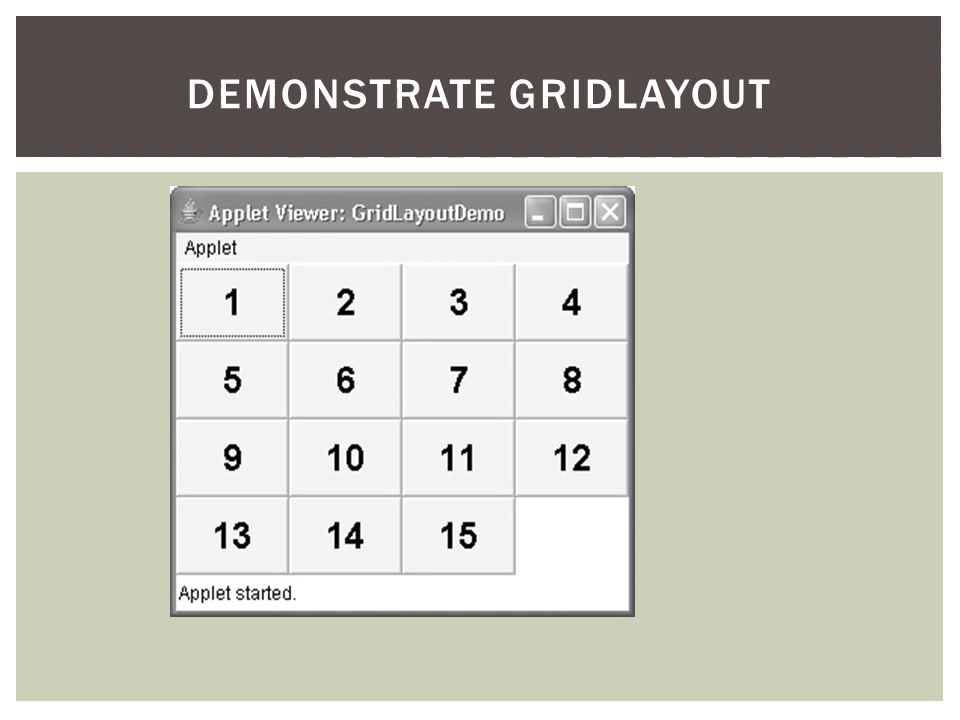 DEMONSTRATE GRIDLAYOUT
Applet Viewer: GridLayoutDemo
Applet
1 2 3 4
5 6 7 8
9 10 11 12
13 14 15
Applet started.